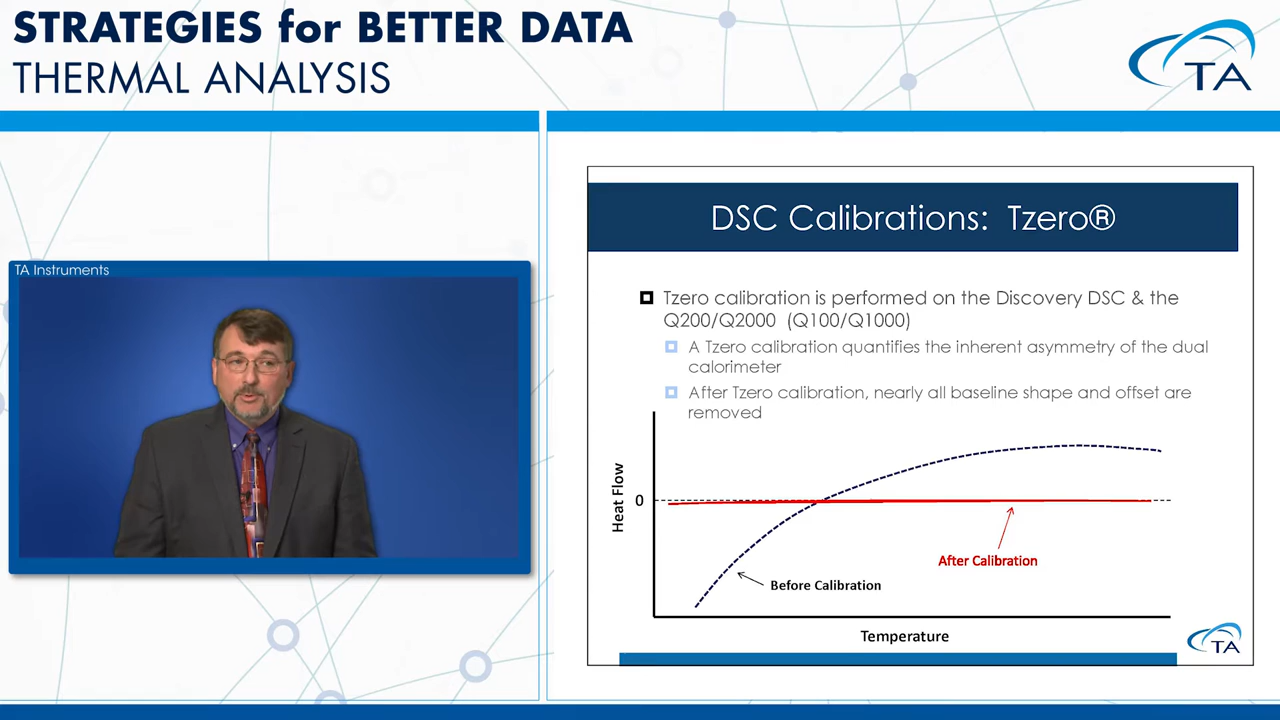 STRATEGIES for BETTER DATA
THERMAL ANALYSIS
TA
TA Instruments
DSC Calibrations: Tzero®
Tzero calibration is performed on the Discovery DSC & the
Q200/Q2000 (Q100/Q1000)
A Tzero calibration quantifies the inherent asymmetry of the dual
calorimeter
After Tzero calibration, nearly all baseline shape and offset are
removed
Heat Flow
0
After Calibration
Before Calibration
Temperature
TA